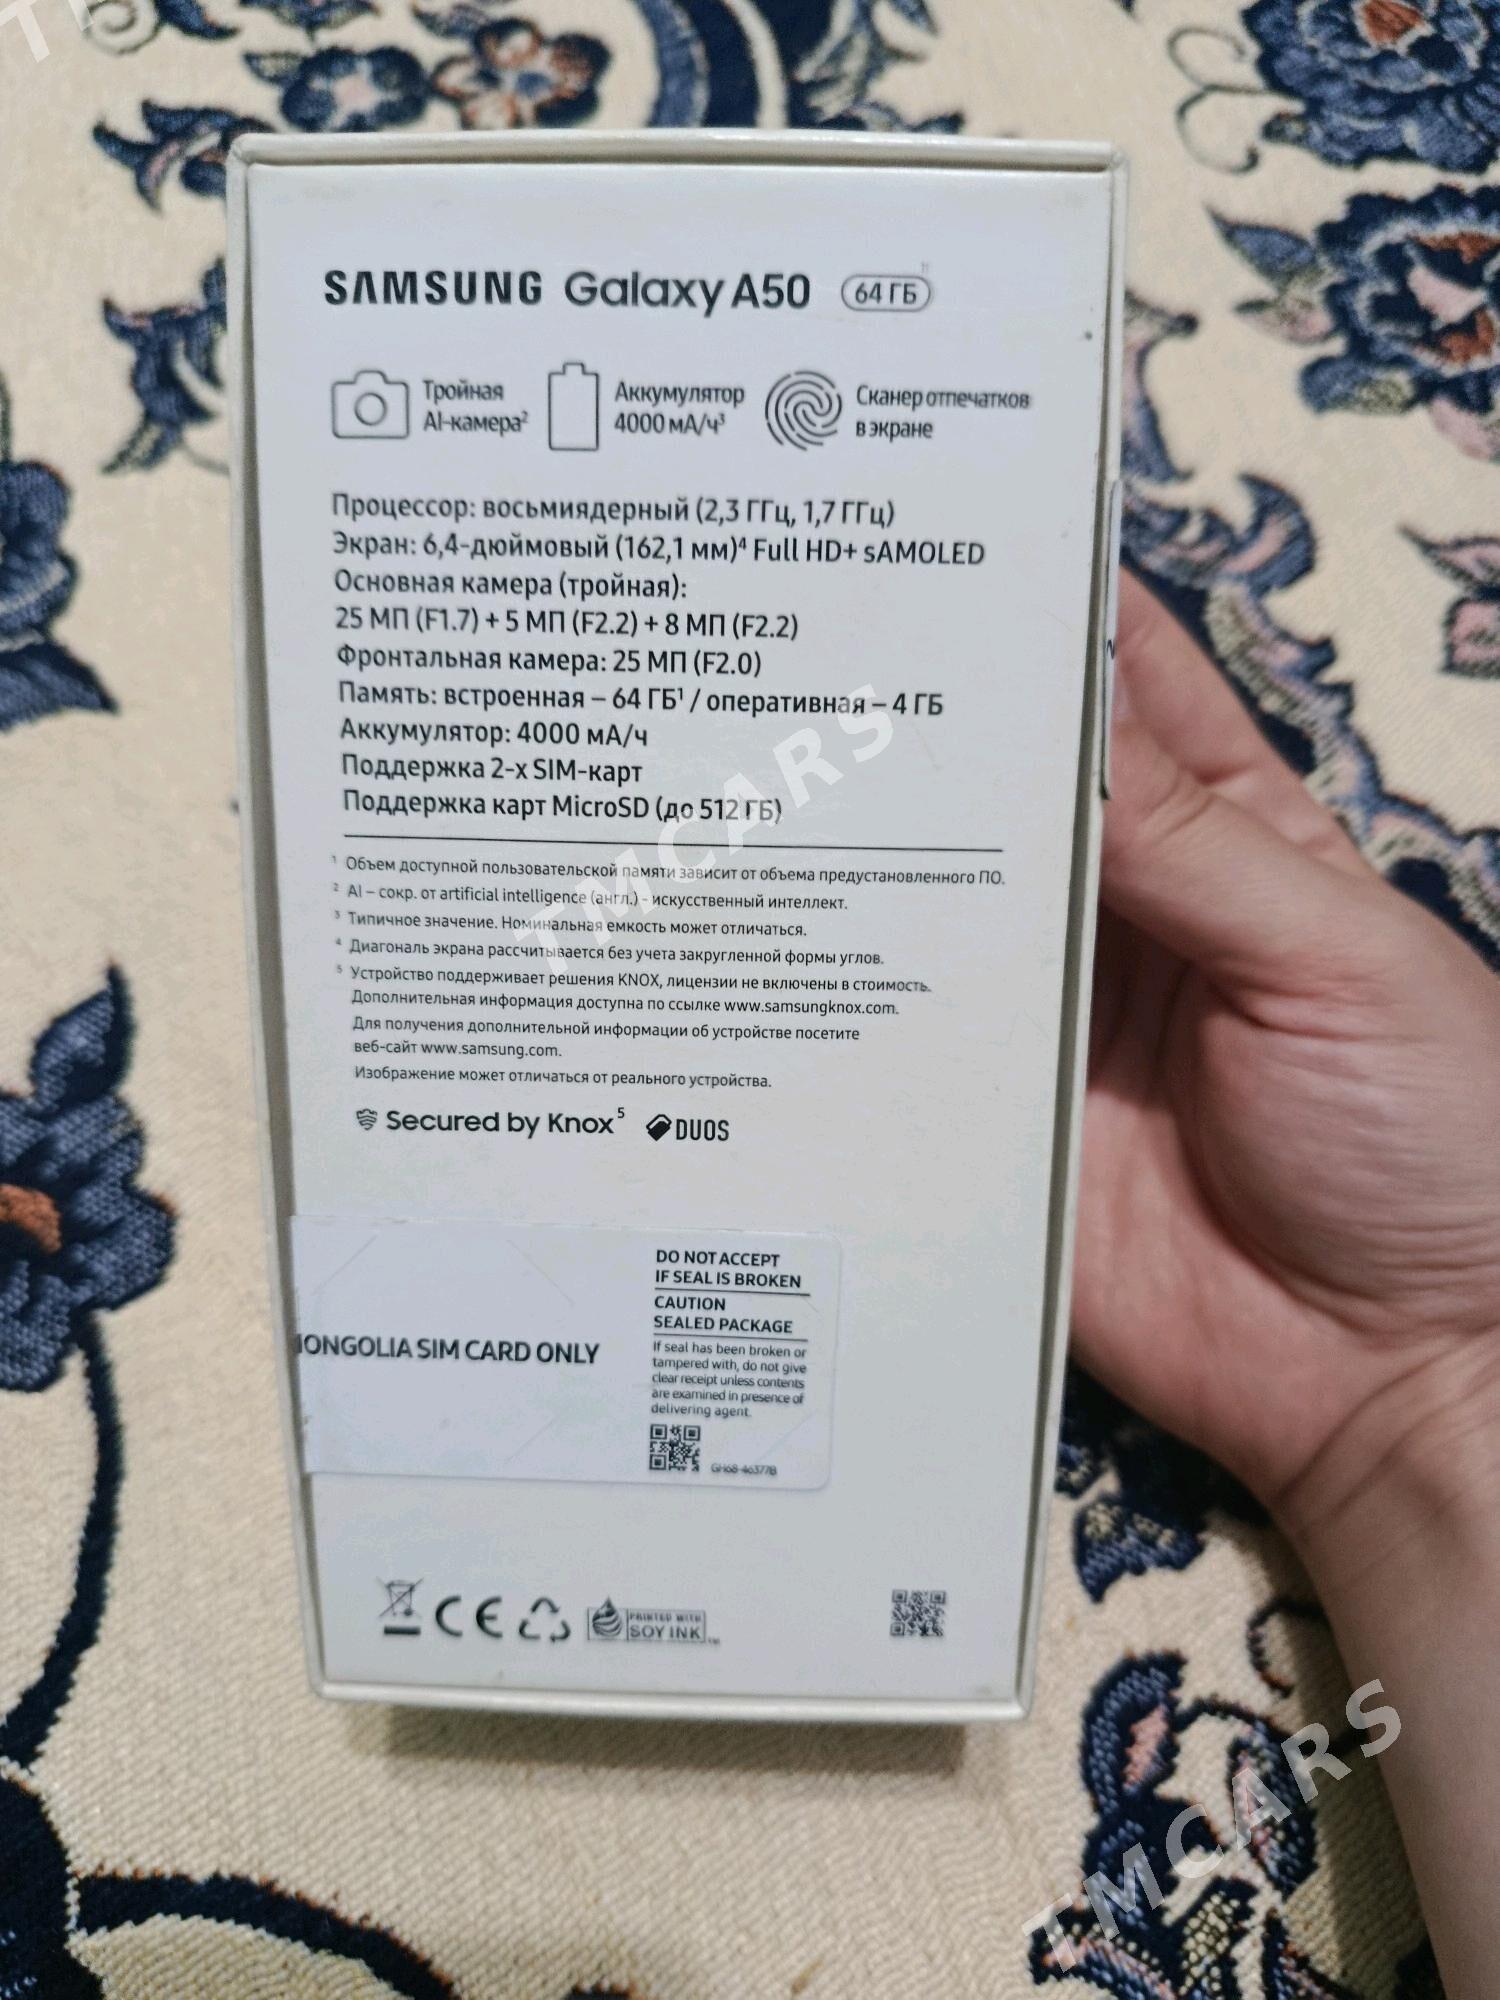 SAMSUNG Galaxy A50 64 ГБ
Тройная
AI-камера²
Аккумулятор
4000 мА/ч³
Сканер отпечатков
в экране
Процессор: восьмиядерный (2,3 ГГц, 1,7 ГГц)
Экран: 6,4-дюймовый (162,1 мм)⁴ Full HD+ sAMOLED
Основная камера (тройная):
25 МП (F1.7) + 5 МП (F2.2) + 8 МП (F2.2)
Фронтальная камера: 25 МП (F2.0)
Память: встроенная – 64 ГБ¹ / оперативная – 4 ГБ
Аккумулятор: 4000 мА/ч
Поддержка 2-х SIM-карт
Поддержка карт MicroSD (до 512 ГБ)
¹ Объем доступной пользовательской памяти зависит от объема предустановленного ПО.
² AI – сокр. от artificial intelligence (англ.) - искусственный интеллект.
³ Типичное значение. Номинальная емкость может отличаться.
⁴ Диагональ экрана рассчитывается без учета закругленной формы углов.
⁵ Устройство поддерживает решения KNOX, лицензии не включены в стоимость.
Дополнительная информация доступна по ссылке www.samsungknox.com.
Для получения дополнительной информации об устройстве посетите
веб-сайт www.samsung.com.
Изображение может отличаться от реального устройства.
Secured by Knox⁵ DUOS
DO NOT ACCEPT
IF SEAL IS BROKEN
CAUTION
SEALED PACKAGE
If seal has been broken or
tampered with, do not give
clear receipt unless contents
are examined in presence of
delivering agent.
GH68-46377B
ONGOLIA SIM CARD ONLY
CE PRINTED WITH
SOY INK
TMCARS
TMCARS